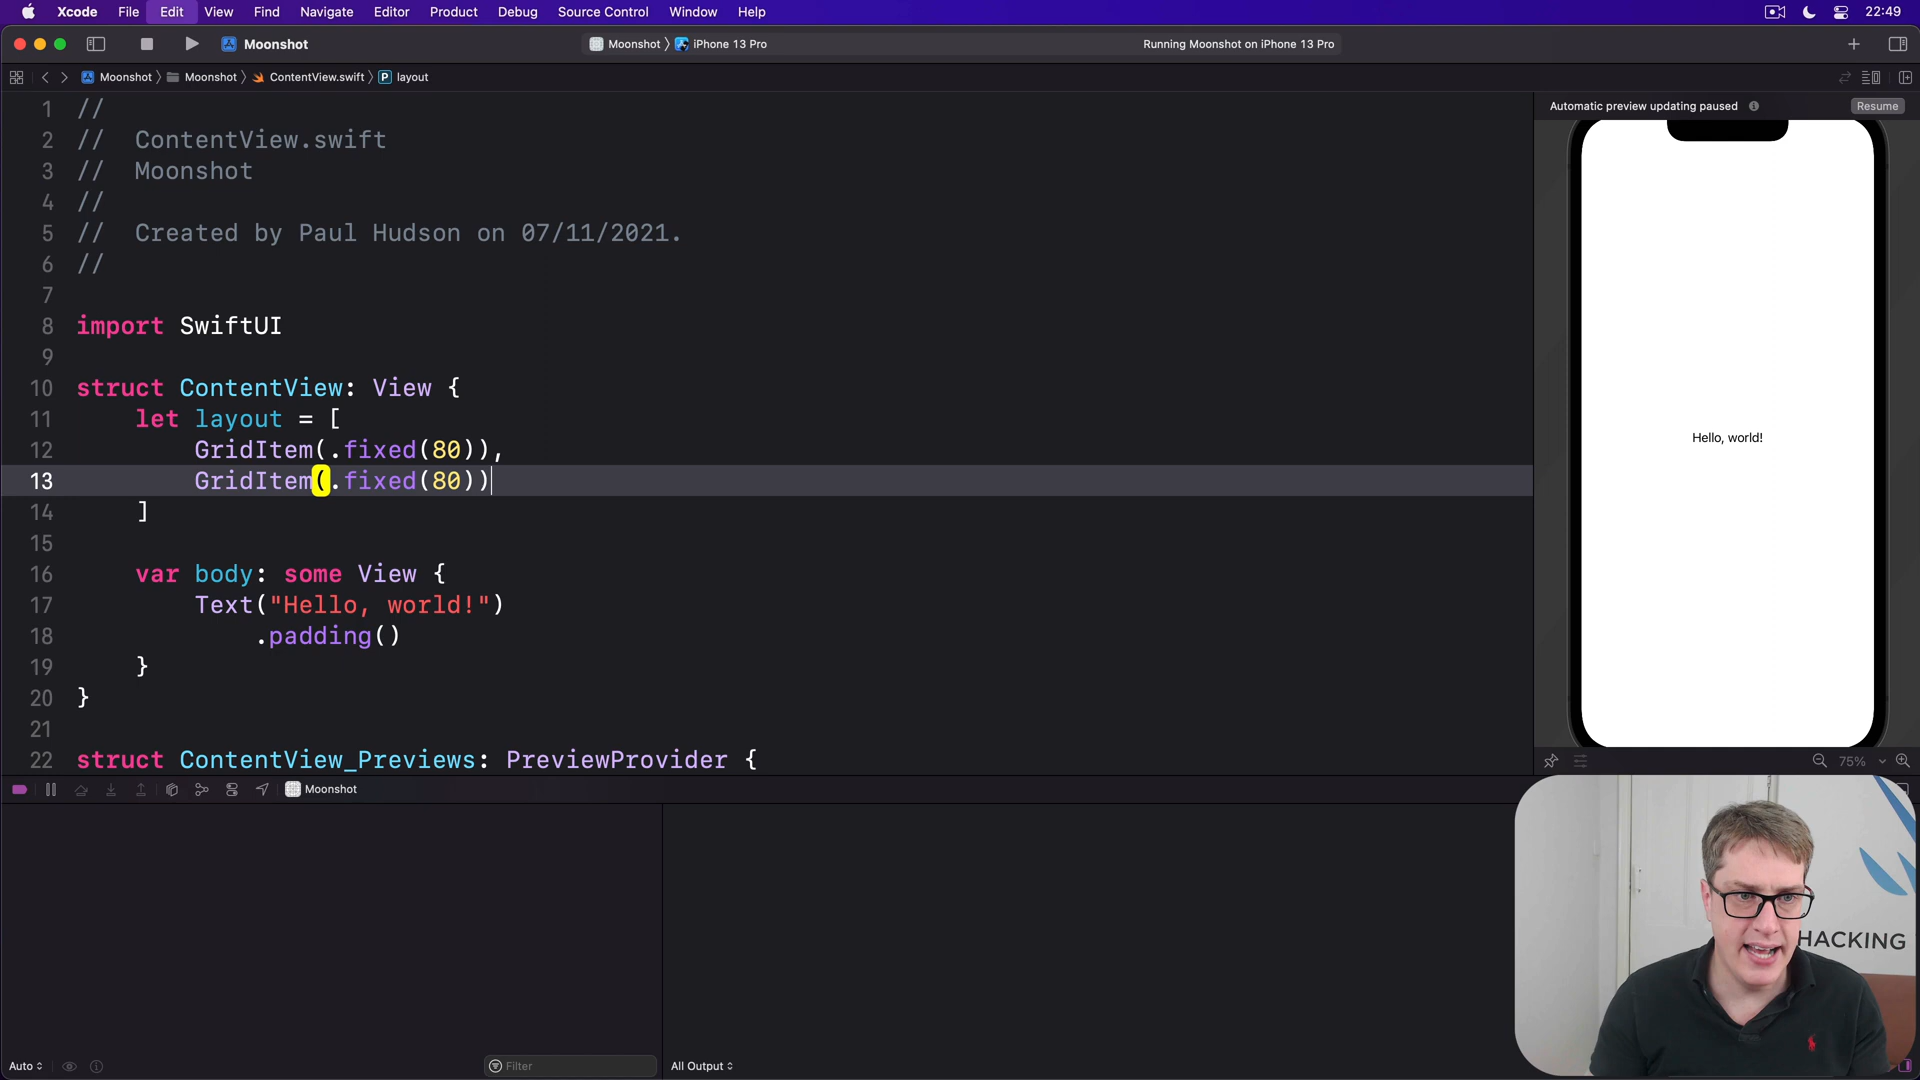 Xcode File Edit View Find Navigate Editor Product Debug Source Control Window Help 22:49
Moonshot Moonshot iPhone 13 Pro Running Moonshot on iPhone 13 Pro
Moonshot Moonshot ContentView.swift P layout
Automatic preview updating paused Resume
1 //
2 // ContentView.swift
3 // Moonshot
4 //
5 // Created by Paul Hudson on 07/11/2021.
6 //
7
8 import SwiftUI
9
10 struct ContentView: View {
11 let layout = [
12 GridItem(.fixed(80)),
13 GridItem(.fixed(80))
14 ]
15
16 var body: some View {
17 Text("Hello, world!")
18 .padding()
19 }
20 }
21
22 struct ContentView_Previews: PreviewProvider {
Hello, world!
75%
Moonshot
HACKING
Auto Filter All Output